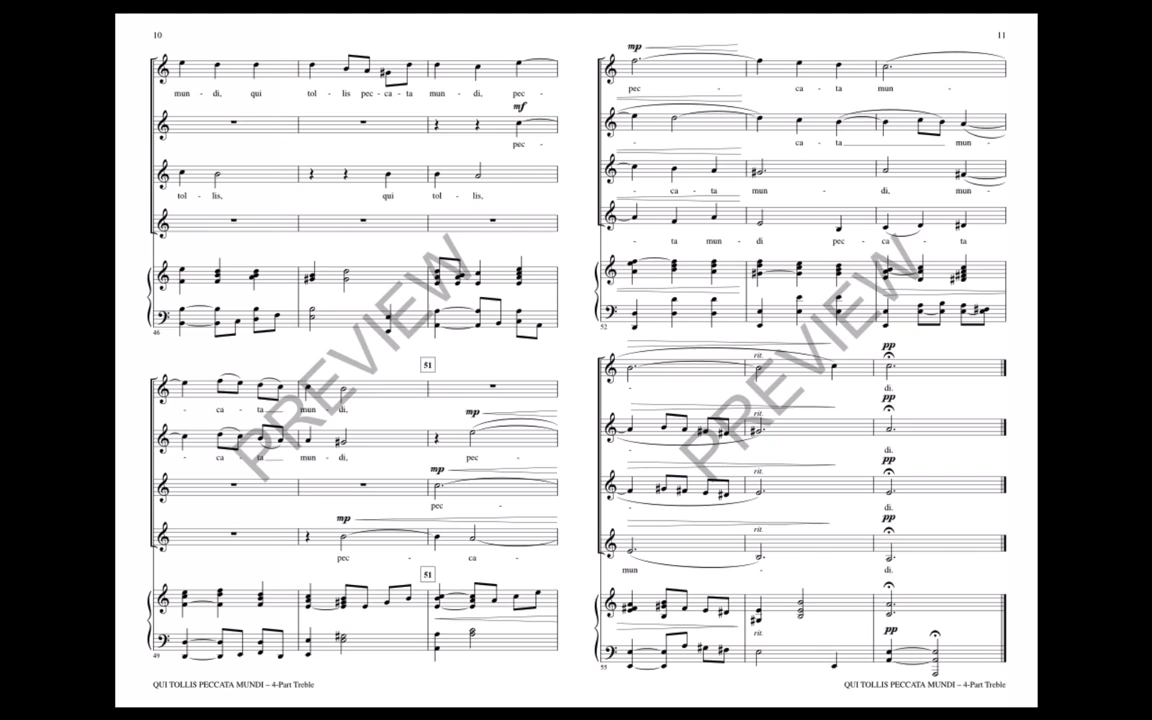 10
mun - di, qui tol - lis pec - ca - ta mun - di, pec -
mf
pec -
tol - lis, qui tol - lis,
46
51
- ca - ta mun di,
mp
- ca - ta mun - di, pec -
mp
pec -
mp
pec - ca -
51
49
QUI TOLLIS PECCATA MUNDI – 4-Part Treble
PREVIEW
11
mp
pec - ca - ta mun -
- ca - ta mun -
- ca - ta mun - di, mun -
- ta mun - di pec - ca - ta
52
rit. pp
- di.
rit. pp
- di.
rit. pp
- di.
rit. pp
mun - di.
rit. pp
55
QUI TOLLIS PECCATA MUNDI – 4-Part Treble
PREVIEW